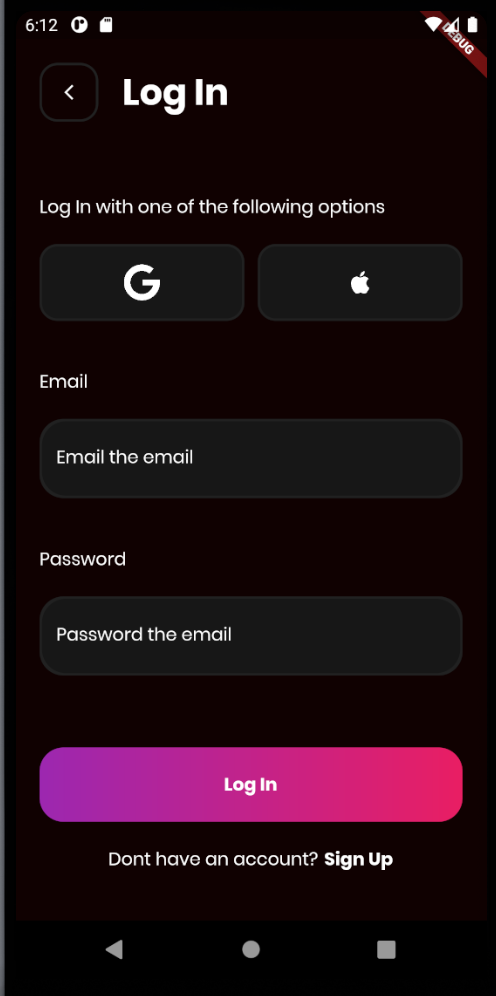 6:12
DEBUG
Log In
Log In with one of the following options
G
Email
Email the email
Password
Password the email
Log In
Dont have an account? Sign Up